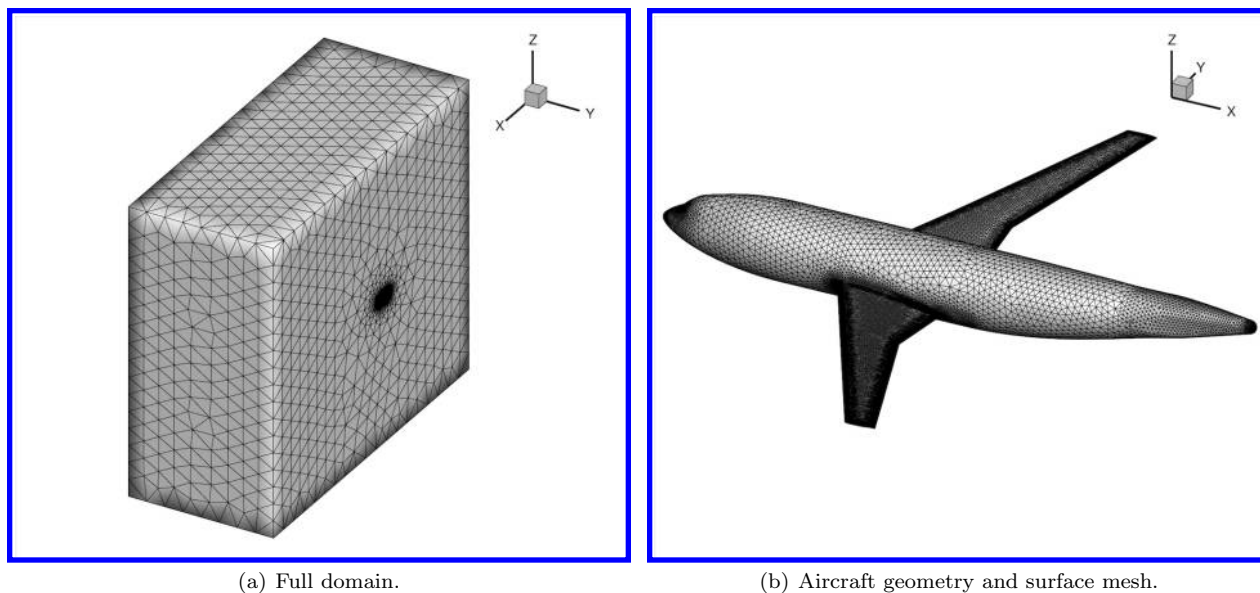 Z
X
Y
Z
Y
X
(a) Full domain.
(b) Aircraft geometry and surface mesh.